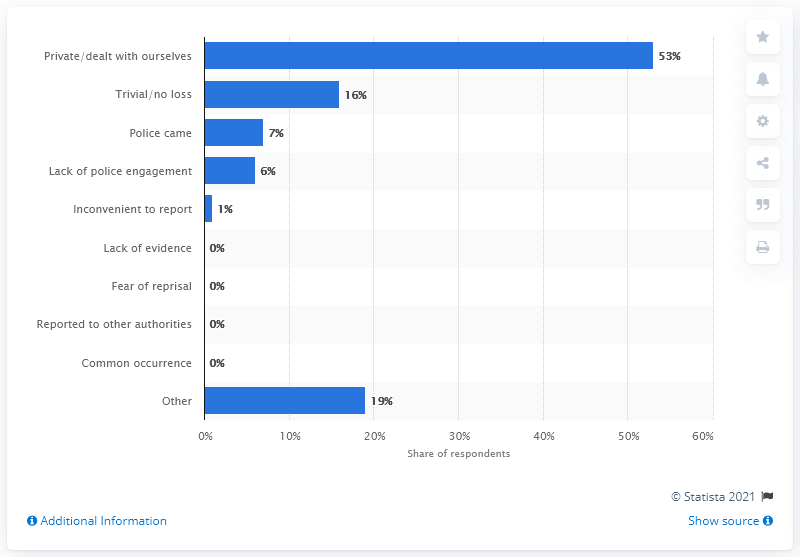 Private/dealt with ourselves 53%
Trivial/no loss 16%
Police came 7%
Lack of police engagement 6%
Inconvenient to report 1%
Lack of evidence 0%
Fear of reprisal 0%
Reported to other authorities 0%
Common occurrence 0%
Other 19%
0% 10% 20% 30% 40% 50% 60%
Share of respondents
© Statista 2021
Additional Information Show source